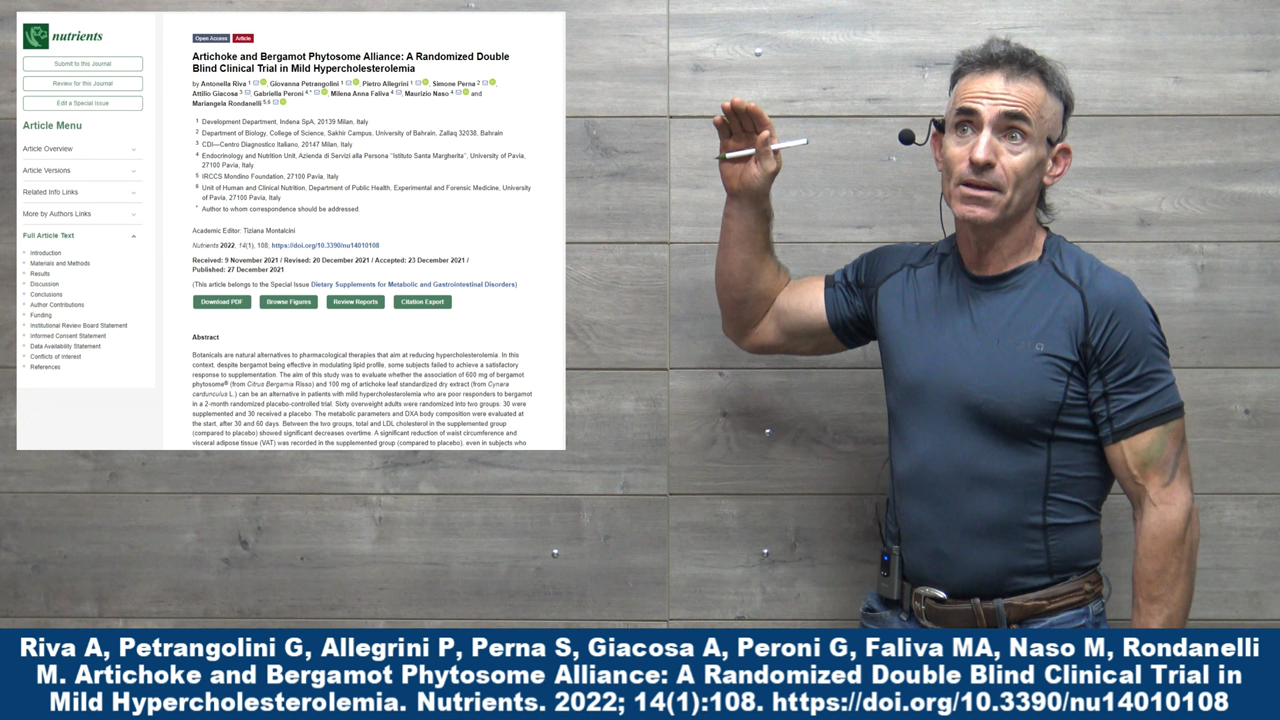 nutrients
Submit to this Journal
Review for this Journal
Edit a Special Issue
Article Menu
Article Overview
Article Versions
Related Info Links
More by Authors Links
Full Article Text
Introduction
Materials and Methods
Results
Discussion
Conclusions
Author Contributions
Funding
Institutional Review Board Statement
Informed Consent Statement
Data Availability Statement
Conflicts of Interest
References
Open Access Article
Artichoke and Bergamot Phytosome Alliance: A Randomized Double
Blind Clinical Trial in Mild Hypercholesterolemia
by Antonella Riva 1, Giovanna Petrangolini 1, Pietro Allegrini 1, Simone Perna 2,
Attilio Giacosa 3, Gabriella Peroni 4,*, Milena Anna Faliva 4, Maurizio Naso 4 and
Mariangela Rondanelli 5,6
1 Development Department, Indena SpA, 20139 Milan, Italy
2 Department of Biology, College of Science, Sakhir Campus, University of Bahrain, Zallaq 32038, Bahrain
3 CDI—Centro Diagnostico Italiano, 20147 Milan, Italy
4 Endocrinology and Nutrition Unit, Azienda di Servizi alla Persona "Istituto Santa Margherita", University of Pavia,
27100 Pavia, Italy
5 IRCCS Mondino Foundation, 27100 Pavia, Italy
6 Unit of Human and Clinical Nutrition, Department of Public Health, Experimental and Forensic Medicine, University
of Pavia, 27100 Pavia, Italy
* Author to whom correspondence should be addressed.
Academic Editor: Tiziana Montalcini
Nutrients 2022, 14(1), 108; https://doi.org/10.3390/nu14010108
Received: 9 November 2021 / Revised: 20 December 2021 / Accepted: 23 December 2021 /
Published: 27 December 2021
(This article belongs to the Special Issue Dietary Supplements for Metabolic and Gastrointestinal Disorders)
Download PDF Browse Figures Review Reports Citation Export
Abstract
Botanicals are natural alternatives to pharmacological therapies that aim at reducing hypercholesterolemia. In this
context, despite bergamot being effective in modulating lipid profile, some subjects failed to achieve a satisfactory
response to supplementation. The aim of this study was to evaluate whether the association of 600 mg of bergamot
phytosome® (from Citrus Bergamia Risso) and 100 mg of artichoke leaf standardized dry extract (from Cynara
cardunculus L.) can be an alternative in patients with mild hypercholesterolemia who are poor responders to bergamot
in a 2-month randomized placebo-controlled trial. Sixty overweight adults were randomized into two groups: 30 were
supplemented and 30 received a placebo. The metabolic parameters and DXA body composition were evaluated at
the start, after 30 and 60 days. Between the two groups, total and LDL cholesterol in the supplemented group
(compared to placebo) showed significant decreases overtime. A significant reduction of waist circumference and
visceral adipose tissue (VAT) was recorded in the supplemented group (compared to placebo), even in subjects who
Riva A, Petrangolini G, Allegrini P, Perna S, Giacosa A, Peroni G, Faliva MA, Naso M, Rondanelli
M. Artichoke and Bergamot Phytosome Alliance: A Randomized Double Blind Clinical Trial in
Mild Hypercholesterolemia. Nutrients. 2022; 14(1):108. https://doi.org/10.3390/nu14010108